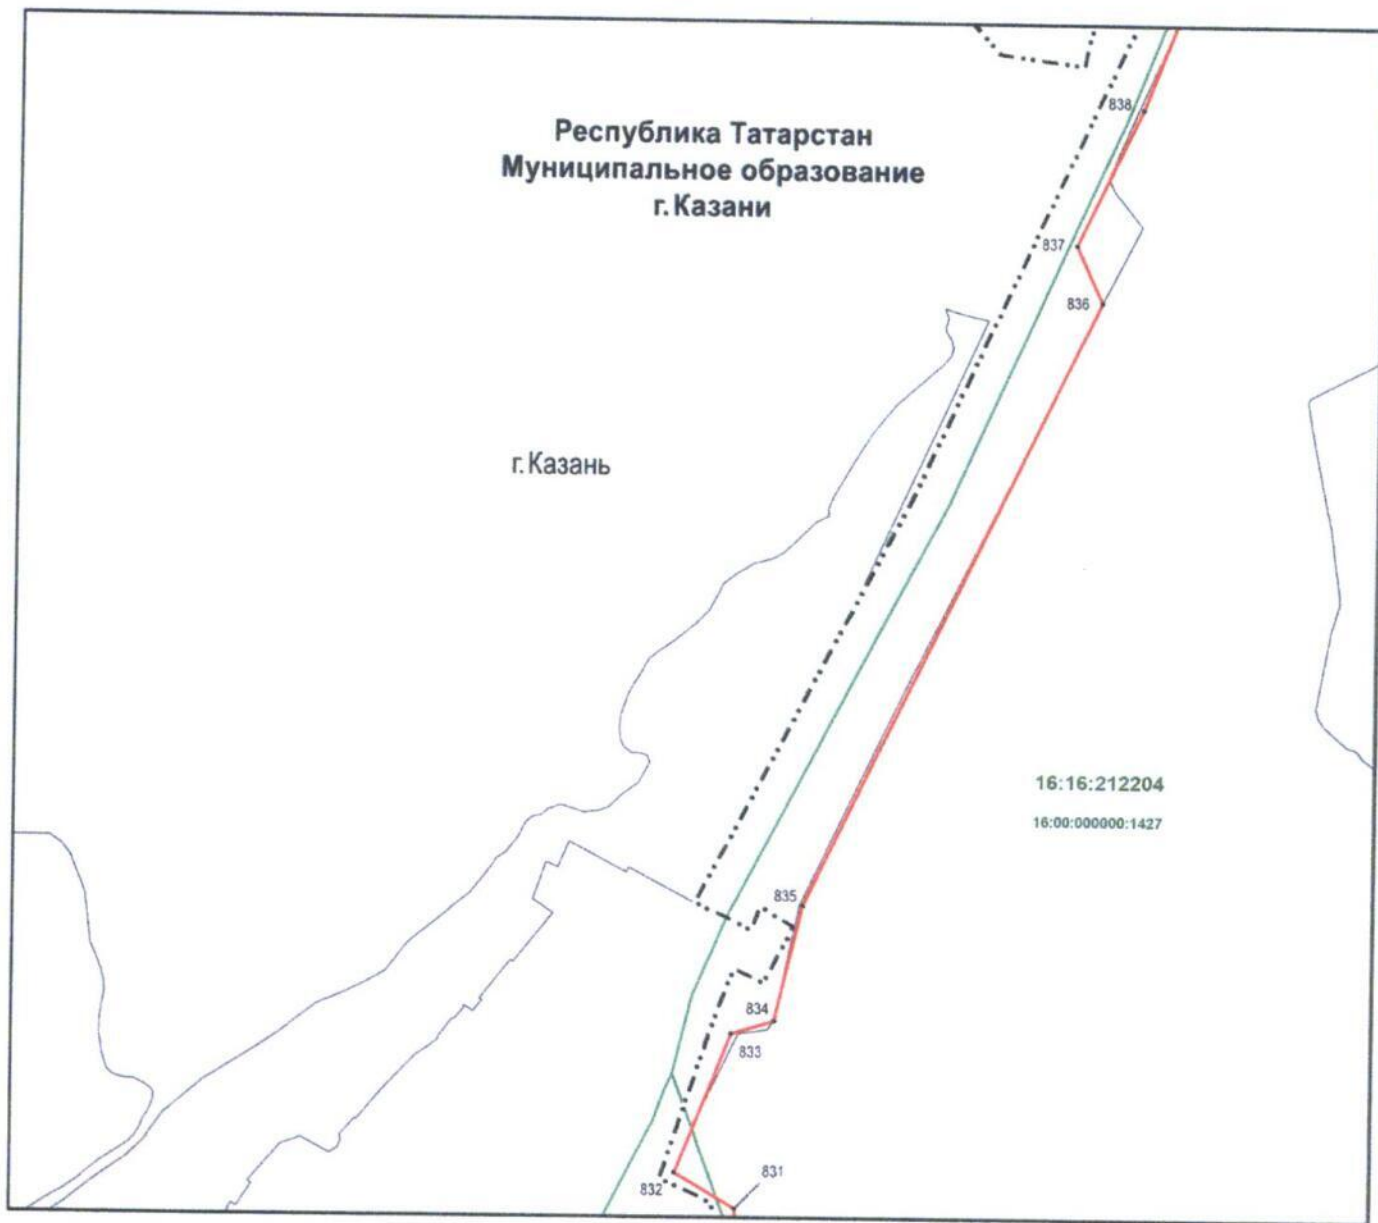 Республика Татарстан
Муниципальное образование
г.Казани
838
837
836
г.Казань
16:16:212204
16:00:000000:1427
835
834
833
832
831